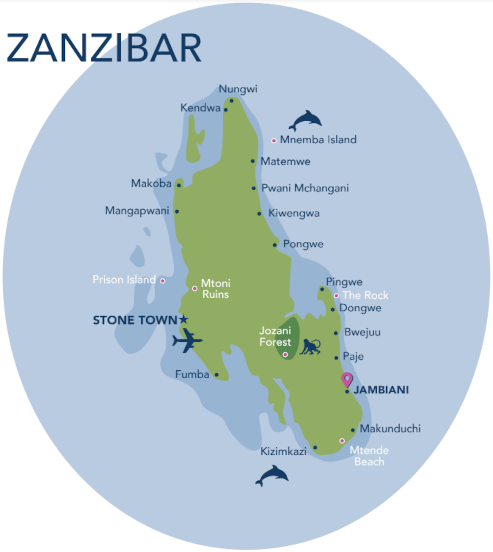 ZANZIBAR
Nungwi
Kendwa
Mnemba Island
Matemwe
Makoba
Pwani Mchangani
Mangapwani
Kiwengwa
Pongwe
Prison Island
Mtoni
Ruins
Pingwe
The Rock
Dongwe
STONE TOWN
Jozani
Forest
Bwejuu
Paje
Fumba
JAMBIANI
Makunduchi
Kizimkazi
Mtende
Beach